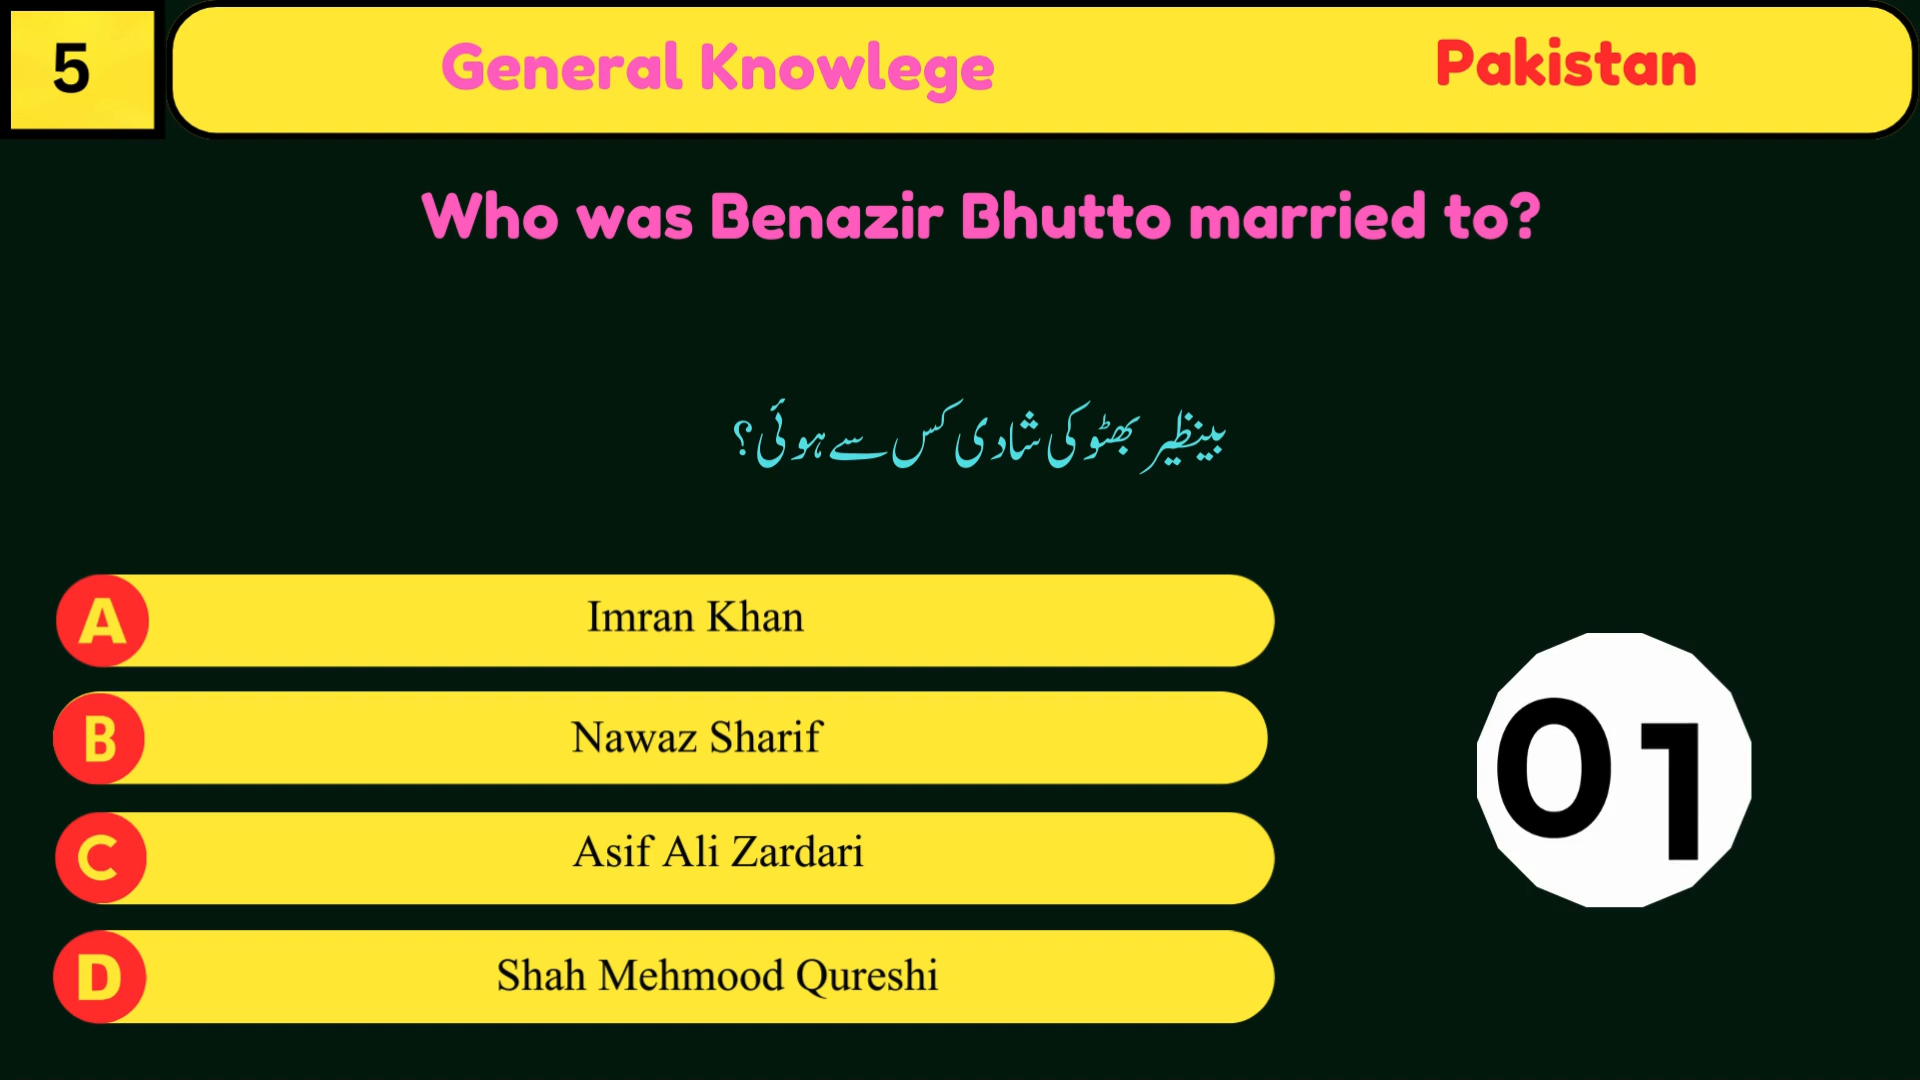 5
General Knowlege
Pakistan
Who was Benazir Bhutto married to?
بینظیر بھٹو کی شادی کس سے ہوئی؟
A Imran Khan
B Nawaz Sharif
C Asif Ali Zardari
D Shah Mehmood Qureshi
01